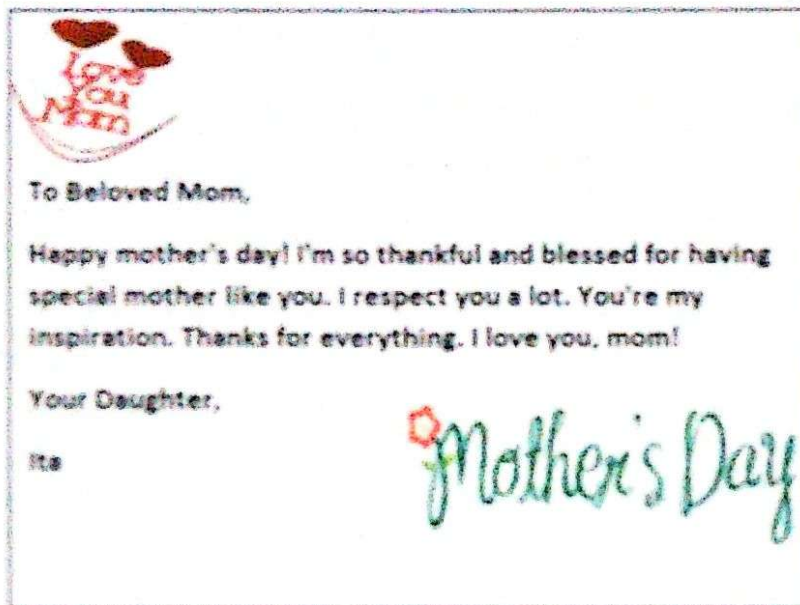 Love
you
Mom
To Beloved Mom,
Happy mother's day! I'm so thankful and blessed for having
special mother like you. I respect you a lot. You're my
inspiration. Thanks for everything. I love you, mom!
Your Daughter,
Ita
Mother's Day